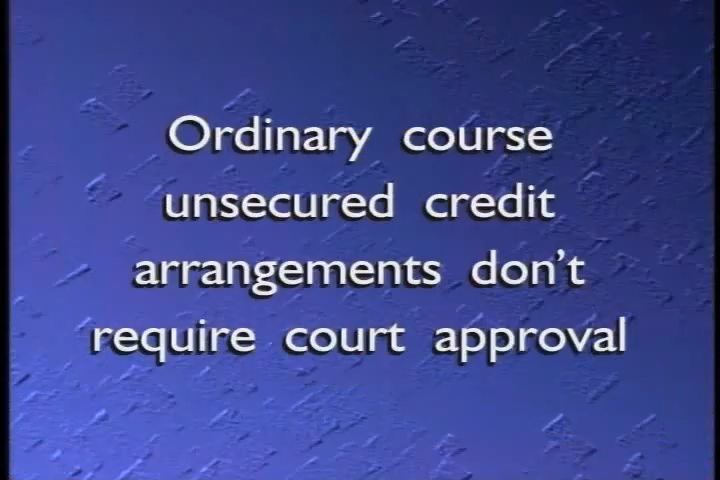 Ordinary course
unsecured credit
arrangements don't
require court approval